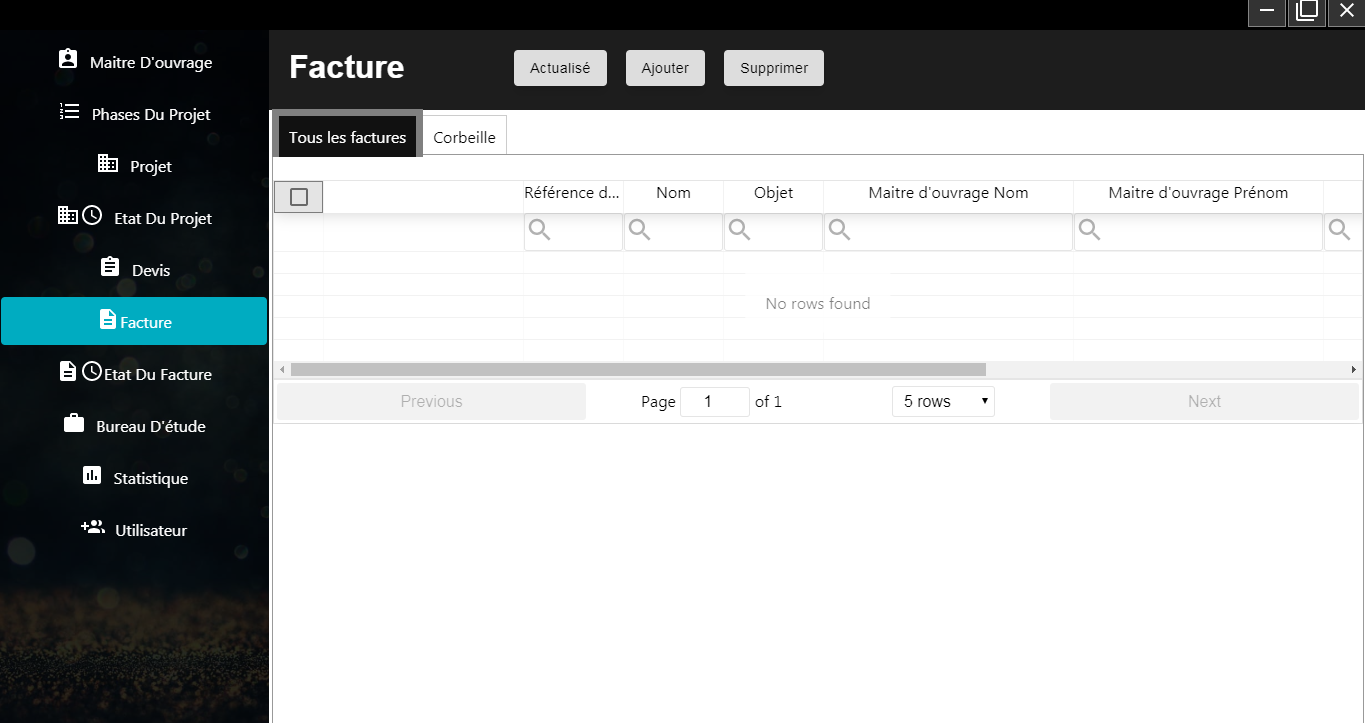 Maitre D'ouvrage
Phases Du Projet
Projet
Etat Du Projet
Devis
Facture
Etat Du Facture
Bureau D'étude
Statistique
Utilisateur
Facture
Actualisé
Ajouter
Supprimer
Tous les factures
Corbeille
Référence d...
Nom
Objet
Maitre d'ouvrage Nom
Maitre d'ouvrage Prénom
No rows found
Previous
Page 1 of 1
5 rows
Next